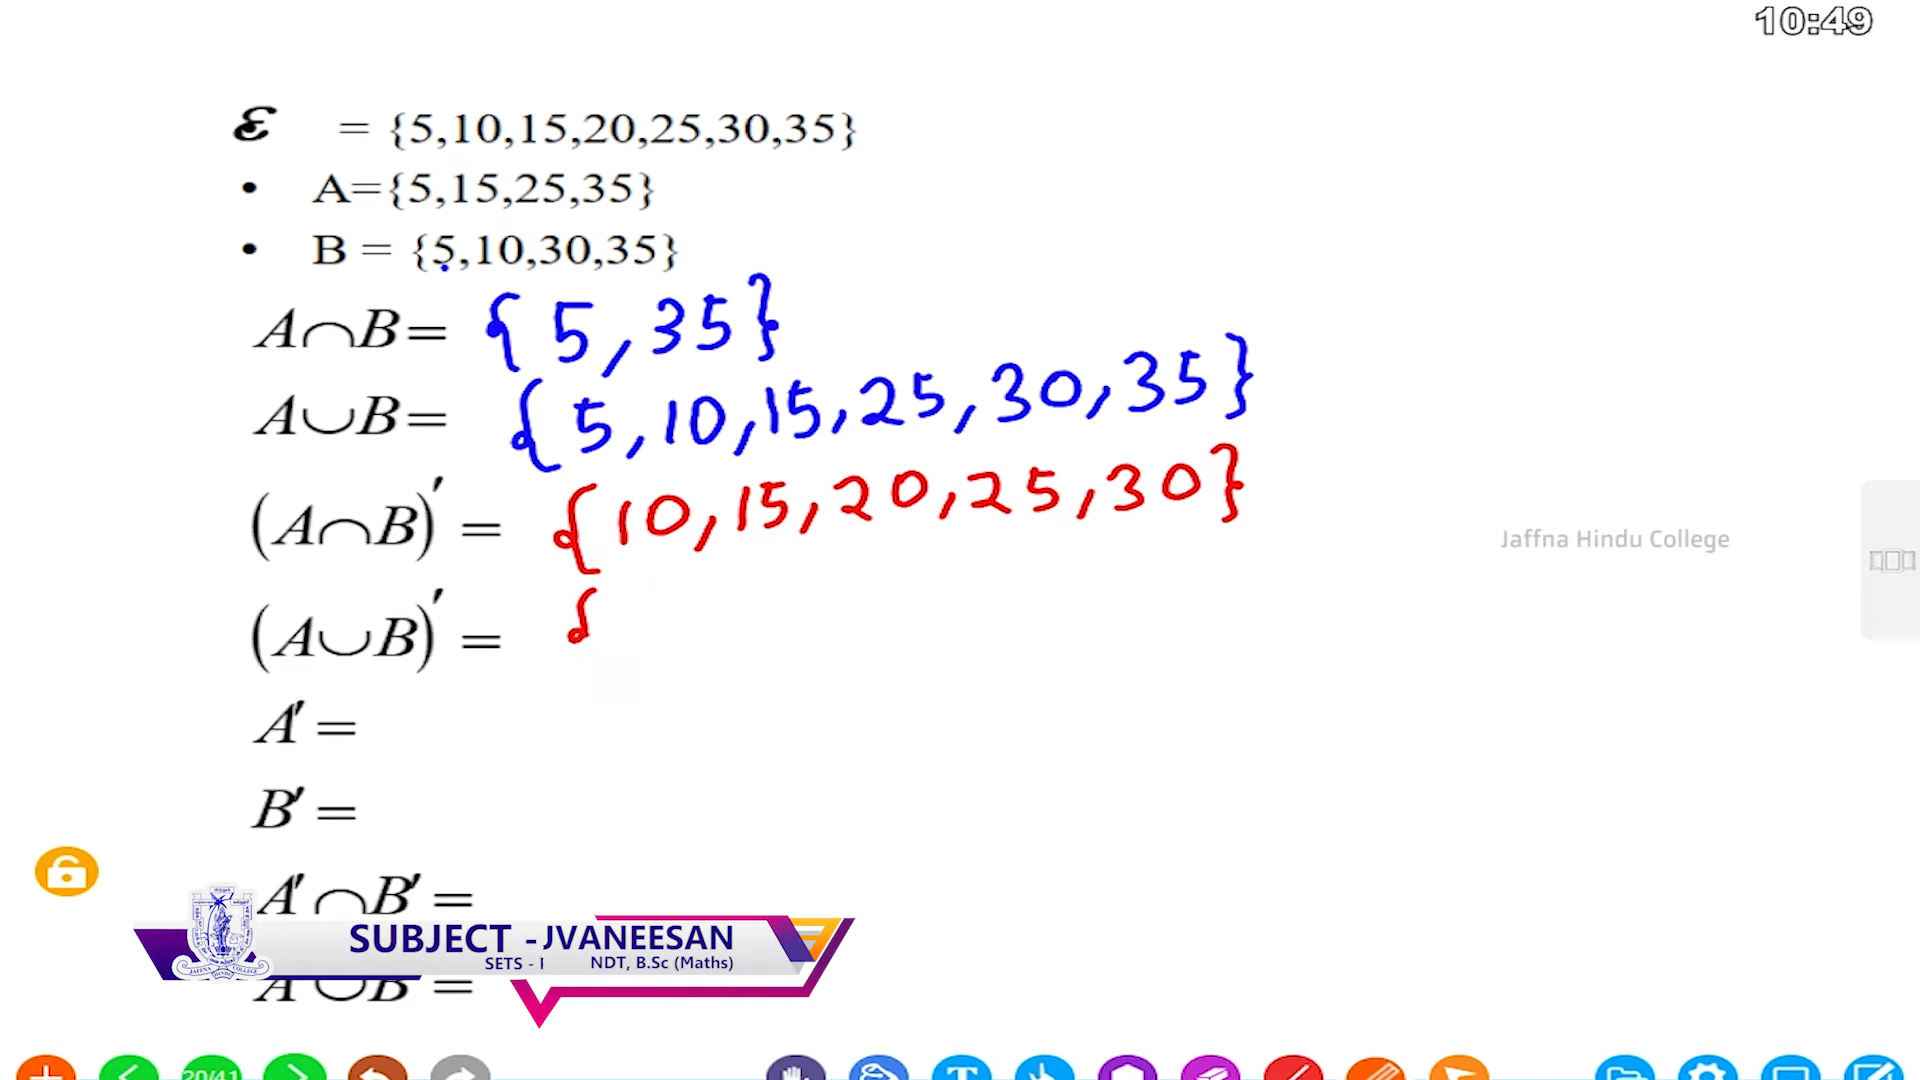 10:49
ℰ = {5,10,15,20,25,30,35}
• A={5,15,25,35}
• B = {5,10,30,35}
A∩B= {5,35}
A∪B= {5,10,15,25,30,35}
(A∩B)′ = {10,15,20,25,30}
Jaffna Hindu College
(A∪B)′ = {
A′=
B′=
A′∩B′=
SUBJECT - JVANEESAN
SETS - I NDT, B.Sc (Maths)
A′∪B′=
20/41